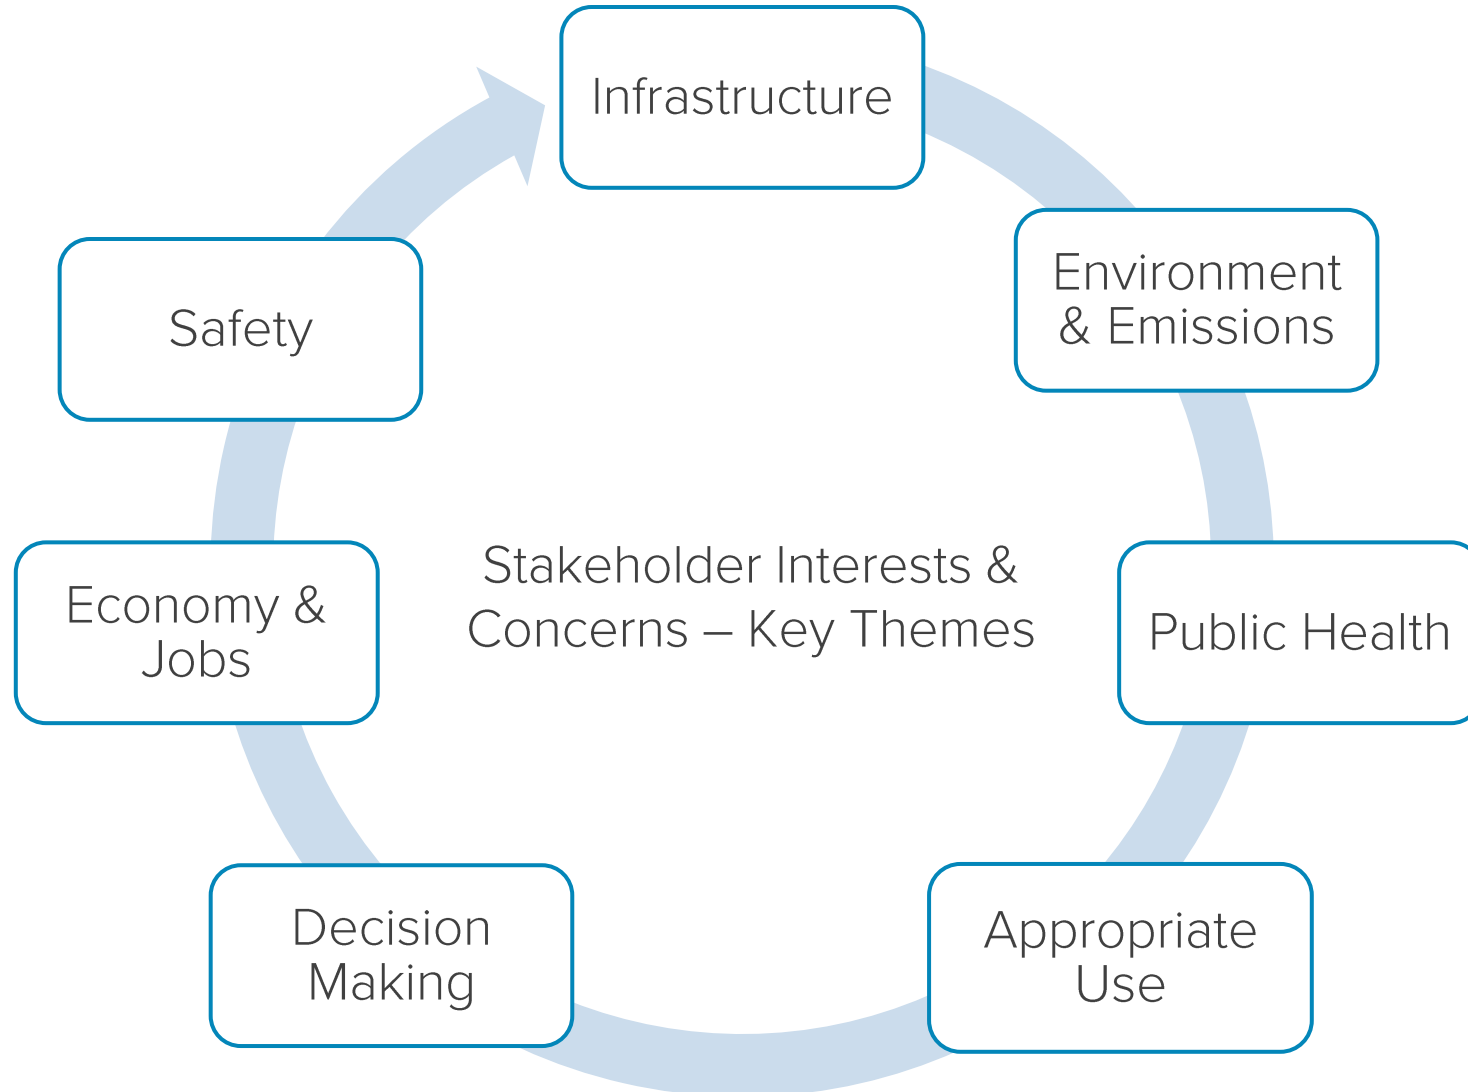 Infrastructure
Environment
& Emissions
Public Health
Appropriate
Use
Decision
Making
Economy &
Jobs
Safety
Stakeholder Interests &
Concerns – Key Themes